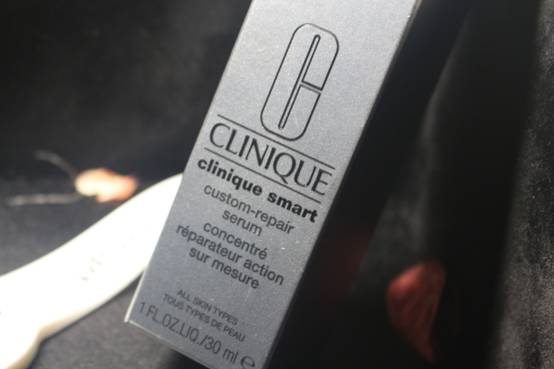 CLINIQUE
clinique smart
custom-repair
serum
concentré
réparateur action
sur mesure
ALL SKIN TYPES
TOUS TYPES DE PEAU
1 FL.OZ.LIQ./30 ml ℮